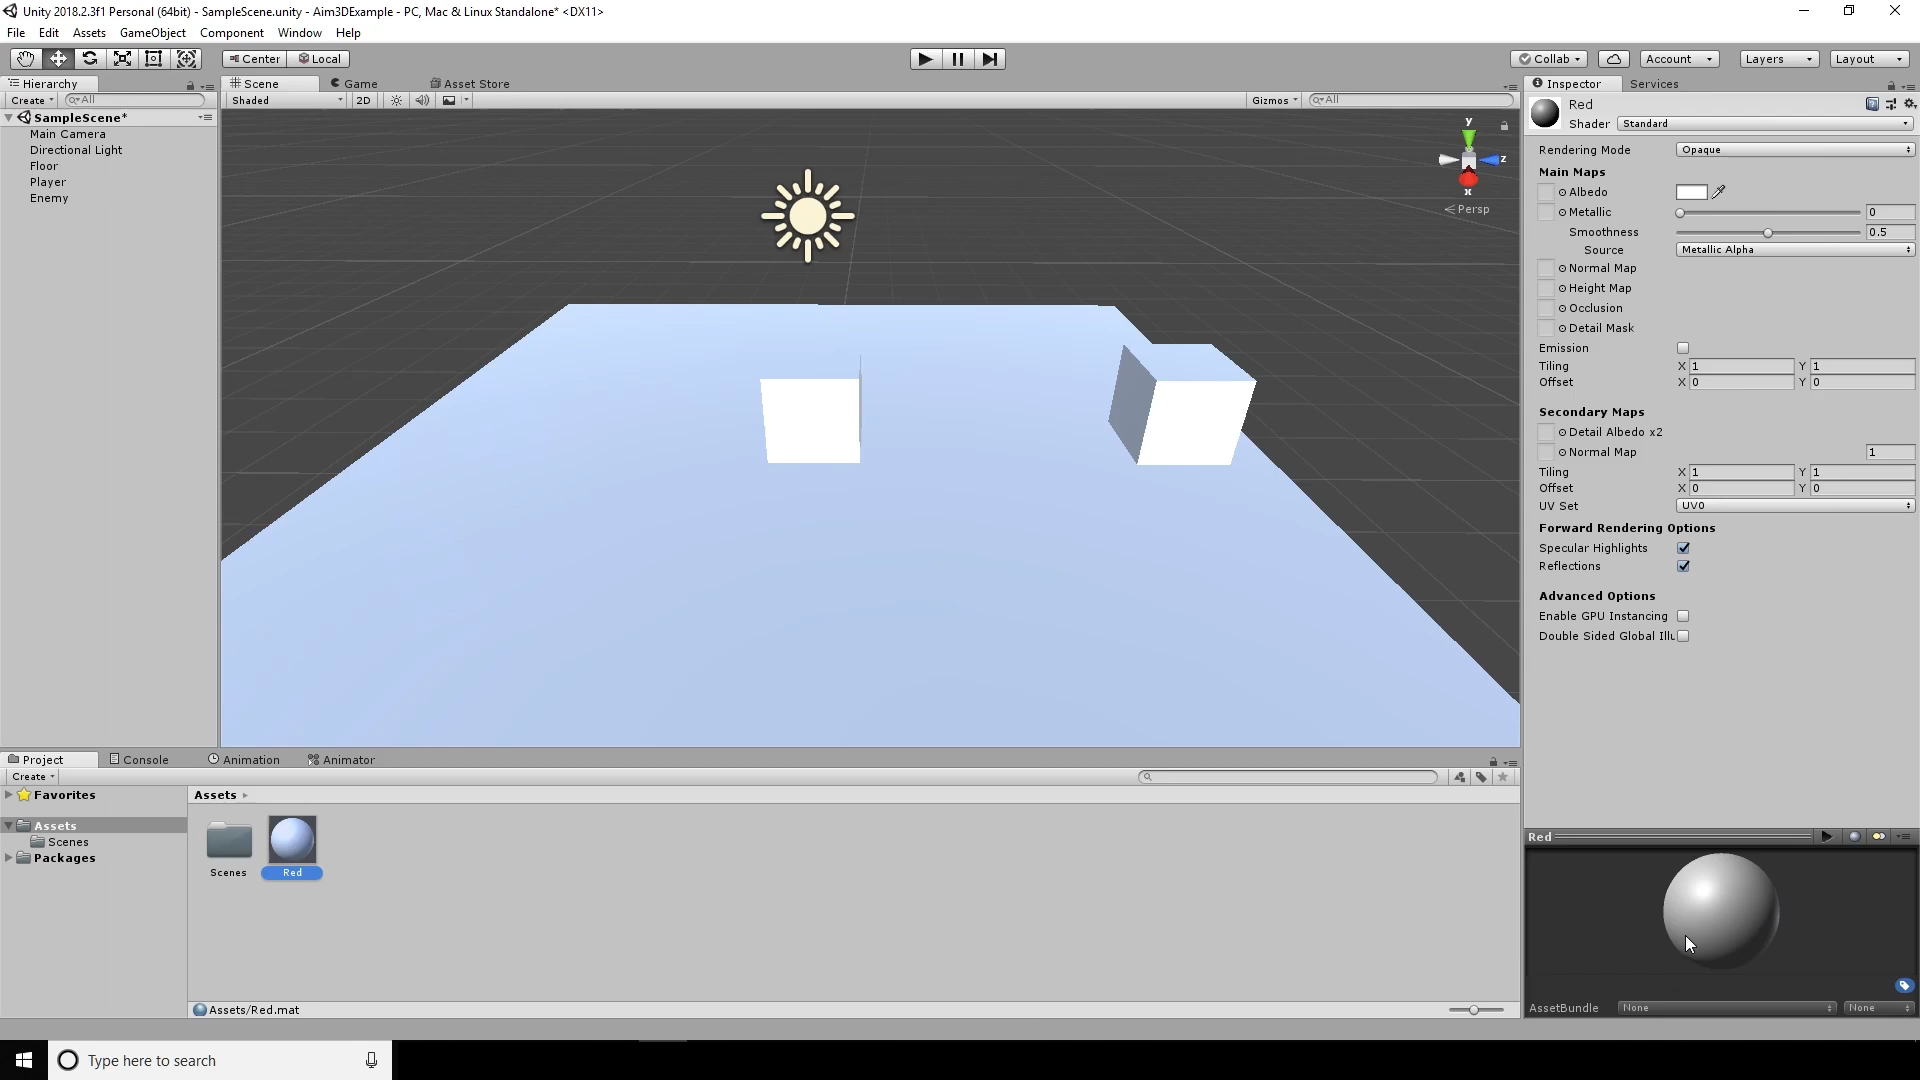 Unity 2018.2.3f1 Personal (64bit) - SampleScene.unity - Aim3DExample - PC, Mac & Linux Standalone* <DX11>
File Edit Assets GameObject Component Window Help
Center Local Collab Account Layers Layout
Hierarchy Scene Game Asset Store Inspector Services
Create All Shaded 2D Gizmos All
SampleScene*
Main Camera
Directional Light
Floor
Player
Enemy
y
z
x
Persp
Red
Shader Standard
Rendering Mode Opaque
Main Maps
Albedo
Metallic 0
Smoothness 0.5
Source Metallic Alpha
Normal Map
Height Map
Occlusion
Detail Mask
Emission
Tiling X 1 Y 1
Offset X 0 Y 0
Secondary Maps
Detail Albedo x2
Normal Map 1
Tiling X 1 Y 1
Offset X 0 Y 0
UV Set UV0
Forward Rendering Options
Specular Highlights
Reflections
Advanced Options
Enable GPU Instancing
Double Sided Global Illu
Project Console Animation Animator
Create
Favorites
Assets
Scenes
Packages
Assets
Scenes Red
Assets/Red.mat
Red
AssetBundle None None
Type here to search